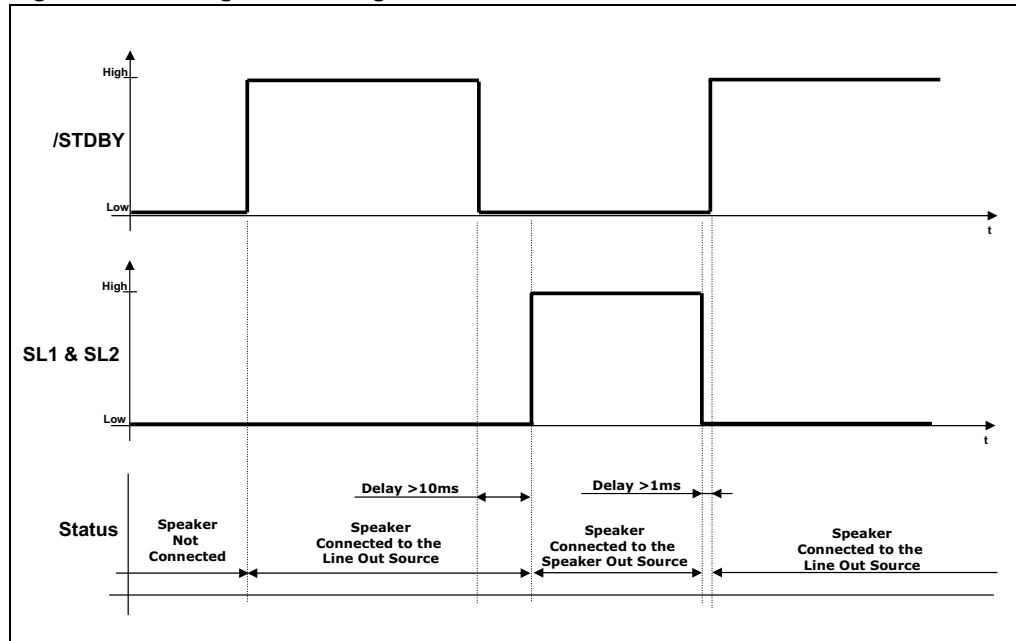 High
/STDBY
Low
t
High
SL1 & SL2
Low
t
Delay >10ms
Delay >1ms
Status
Speaker
Not
Connected
Speaker
Connected to the
Line Out Source
Speaker
Connected to the
Speaker Out Source
Speaker
Connected to the
Line Out Source